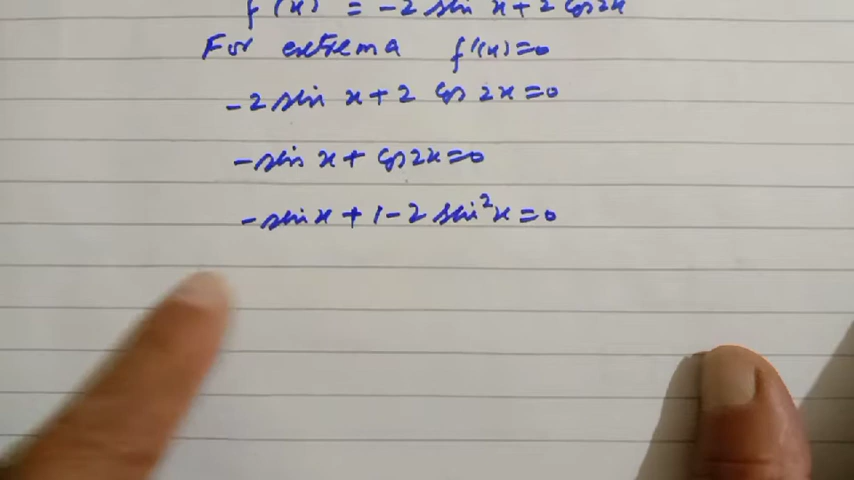 f'(x) = -2 sin x + 2 cos 2x
For extrema f'(x)=0
-2 sin x + 2 cos 2x = 0
-sin x + cos 2x = 0
-sin x + 1 - 2 sin²x = 0